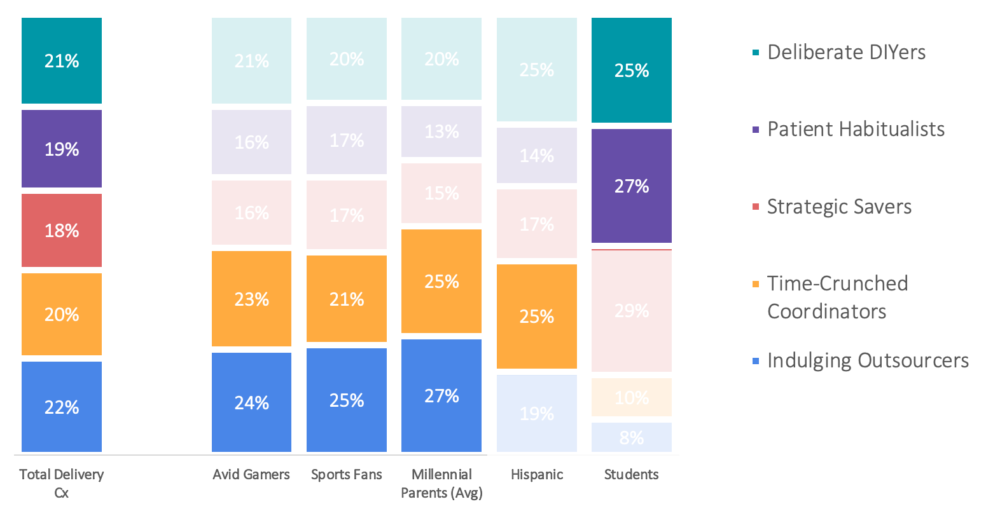 21%
21%
20%
20%
25%
25%
19%
16%
17%
13%
14%
27%
18%
16%
17%
15%
17%
29%
20%
23%
21%
25%
25%
10%
22%
24%
25%
27%
19%
8%
Total Delivery
Cx
Avid Gamers
Sports Fans
Millennial
Parents (Avg)
Hispanic
Students
Deliberate DIYers
Patient Habitualists
Strategic Savers
Time-Crunched
Coordinators
Indulging Outsourcers